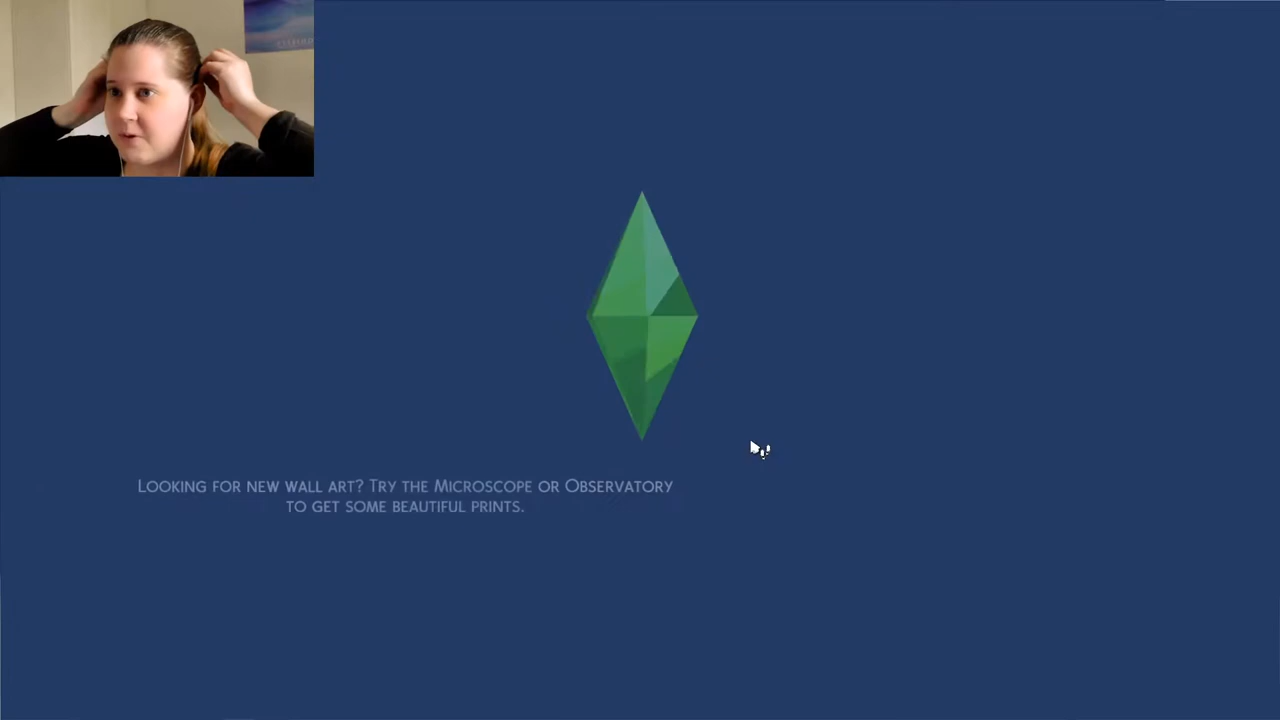 Looking for new wall art? Try the Microscope or Observatory
to get some beautiful prints.